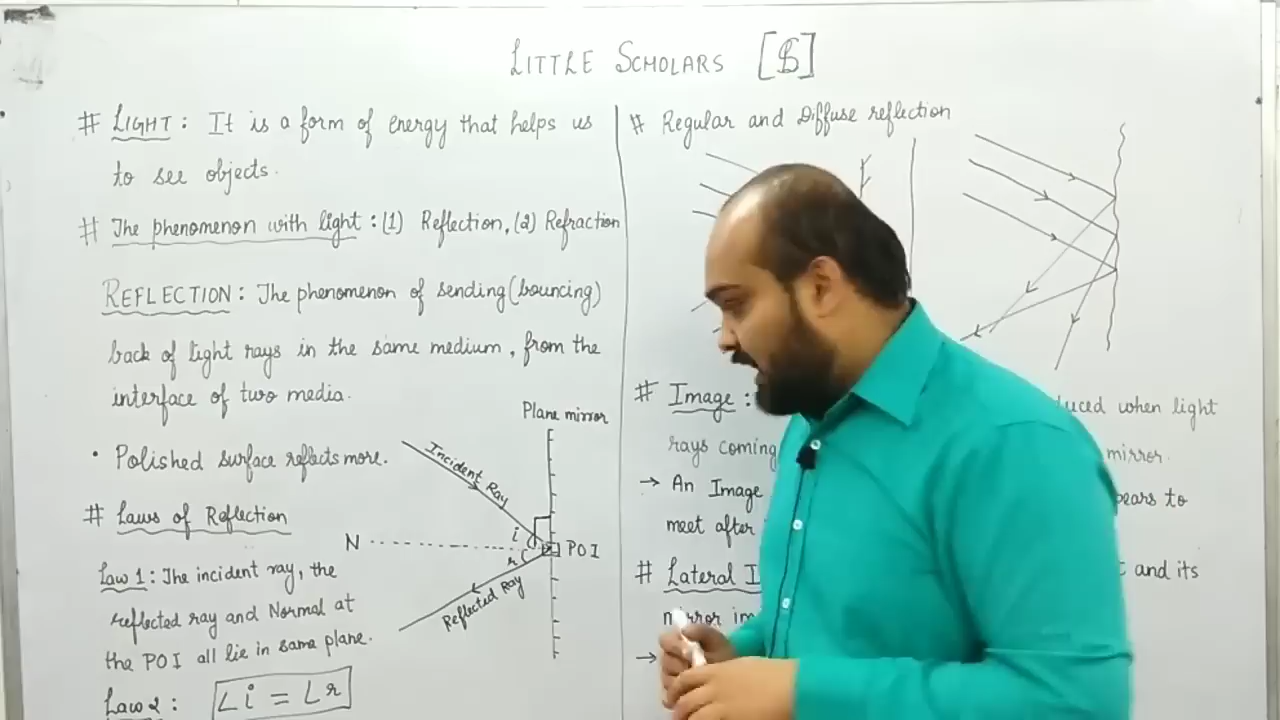 LITTLE SCHOLARS [LS]
# LIGHT: It is a form of energy that helps us
to see objects.
# The phenomenon with light: (1) Reflection, (2) Refraction
REFLECTION: The phenomenon of sending (bouncing)
back of light rays in the same medium, from the
interface of two media.
• Polished surface reflects more.
# Laws of Reflection
Law 1: The incident ray, the
reflected ray and Normal at
the POI all lie in same plane.
Law 2: ∠i = ∠r
Plane mirror
Incident Ray
i
N
POI
r
Reflected Ray
# Regular and Diffuse reflection
# Image:
when light
rays coming
mirror.
→ An Image
to
meet after
# Lateral
and its
mirror
→